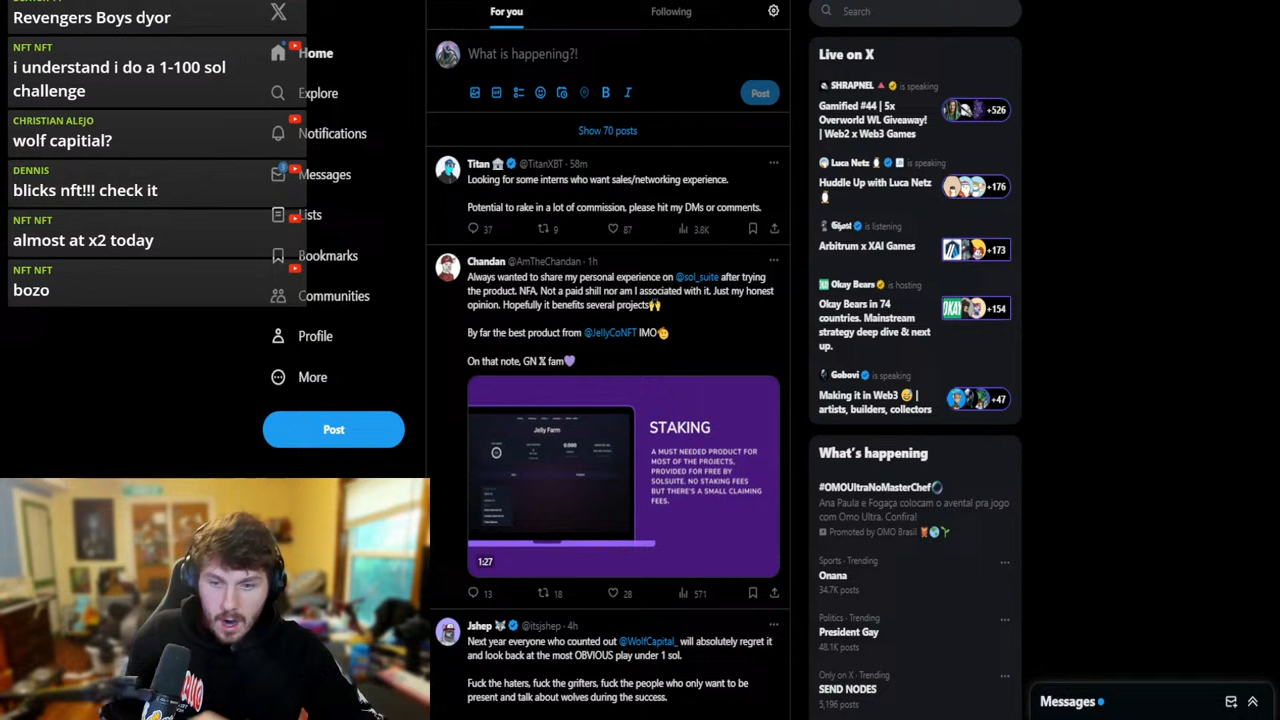 Revengers Boys dyor
NFT NFT
i understand i do a 1-100 sol
challenge
CHRISTIAN ALEJO
wolf capitial?
DENNIS
blicks nft!!! check it
NFT NFT
almost at x2 today
NFT NFT
bozo
Home
Explore
Notifications
Messages
Lists
Bookmarks
Communities
Profile
More
Post
For you
Following
What is happening?!
B I
Post
Show 70 posts
Titan @TitanXBT · 58m
Looking for some interns who want sales/networking experience.
Potential to rake in a lot of commission, please hit my DMs or comments.
37 9 87 3.8K
Chandan @AmTheChandan · 1h
Always wanted to share my personal experience on @sol_suite after trying
the product. NFA. Not a paid shill nor am I associated with it. Just my honest
opinion. Hopefully it benefits several projects🙌
By far the best product from @JellyCoNFT IMO🫡
On that note, GN 𝕏 fam💜
Jelly Farm
STAKING
A MUST NEEDED PRODUCT FOR
MOST OF THE PROJECTS,
PROVIDED FOR FREE BY
SOLSUITE. NO STAKING FEES
BUT THERE'S A SMALL CLAIMING
FEES.
1:27
13 18 28 571
Jshep @itsjshep · 4h
Next year everyone who counted out @WolfCapital_ will absolutely regret it
and look back at the most OBVIOUS play under 1 sol.
Fuck the haters, fuck the grifters, fuck the people who only want to be
present and talk about wolves during the success.
Search
Live on X
SHRAPNEL is speaking
Gamified #44 | 5x
Overworld WL Giveaway!
| Web2 x Web3 Games
+526
Luca Netz is speaking
Huddle Up with Luca Netz
+176
is listening
Arbitrum x XAI Games
+173
Okay Bears is hosting
Okay Bears in 74
countries. Mainstream
strategy deep dive & next
up.
OKAY
+154
Gobovi is speaking
Making it in Web3 😅 |
artists, builders, collectors
+47
What's happening
#OMOUltraNoMasterChef
Ana Paula e Fogaça colocam o avental pra jogo
com Omo Ultra. Confira!
Promoted by OMO Brasil
Sports · Trending
Onana
34.7K posts
Politics · Trending
President Gay
48.1K posts
Only on X · Trending
SEND NODES
5,196 posts
Messages